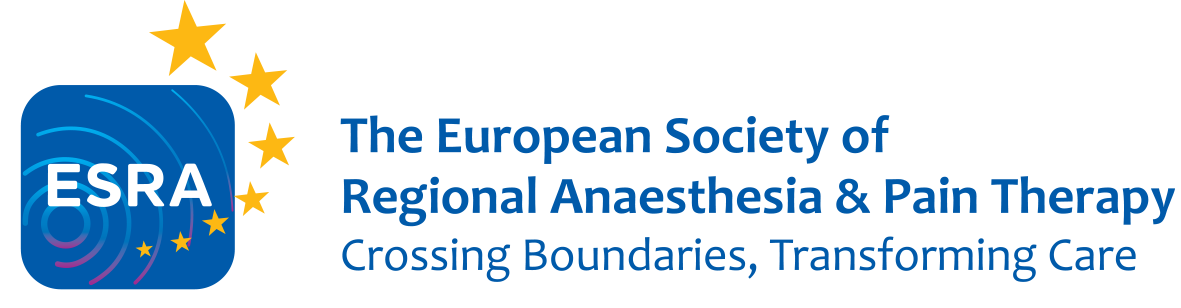 ESRA
The European Society of
Regional Anaesthesia & Pain Therapy
Crossing Boundaries, Transforming Care